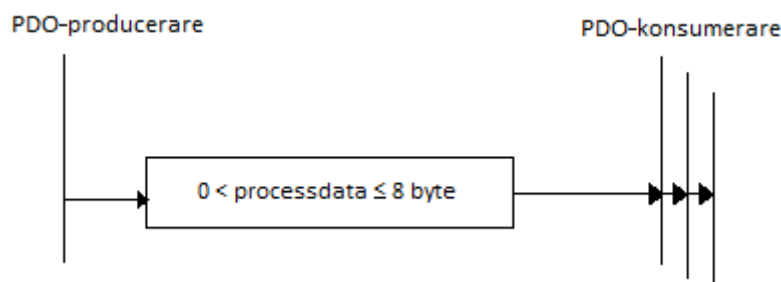 PDO-producerare
PDO-konsumerare
0 < processdata ≤ 8 byte